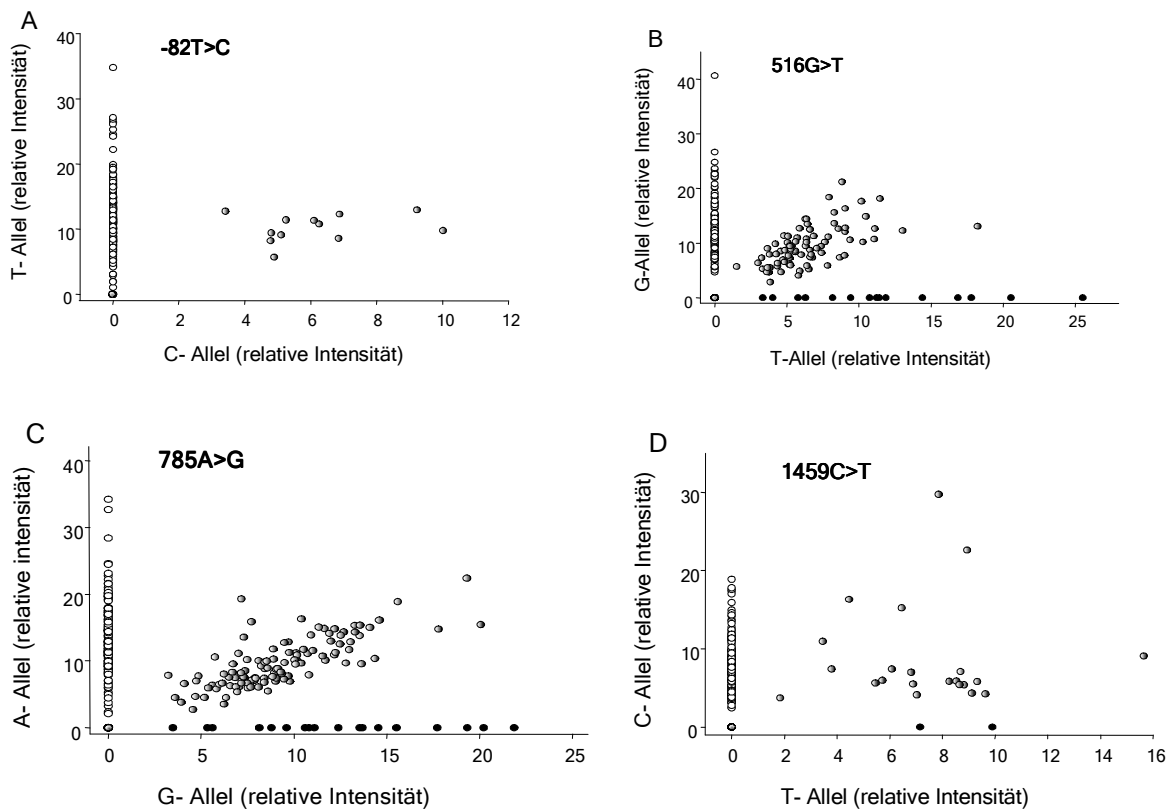 A
-82T>C
T- Allel (relative Intensität)
40
30
20
10
0
0 2 4 6 8 10 12
C- Allel (relative Intensität)
B
516G>T
G-Allel (relative Intensität)
40
30
20
10
0
0 5 10 15 20 25
T-Allel (relative Intensität)
C
785A>G
A- Allel (relative intensität)
40
30
20
10
0
0 5 10 15 20 25
G- Allel (relative Intensität)
D
1459C>T
C- Allel (relative Intensität)
30
20
10
0
0 2 4 6 8 10 12 14 16
T- Allel (relative Intensität)